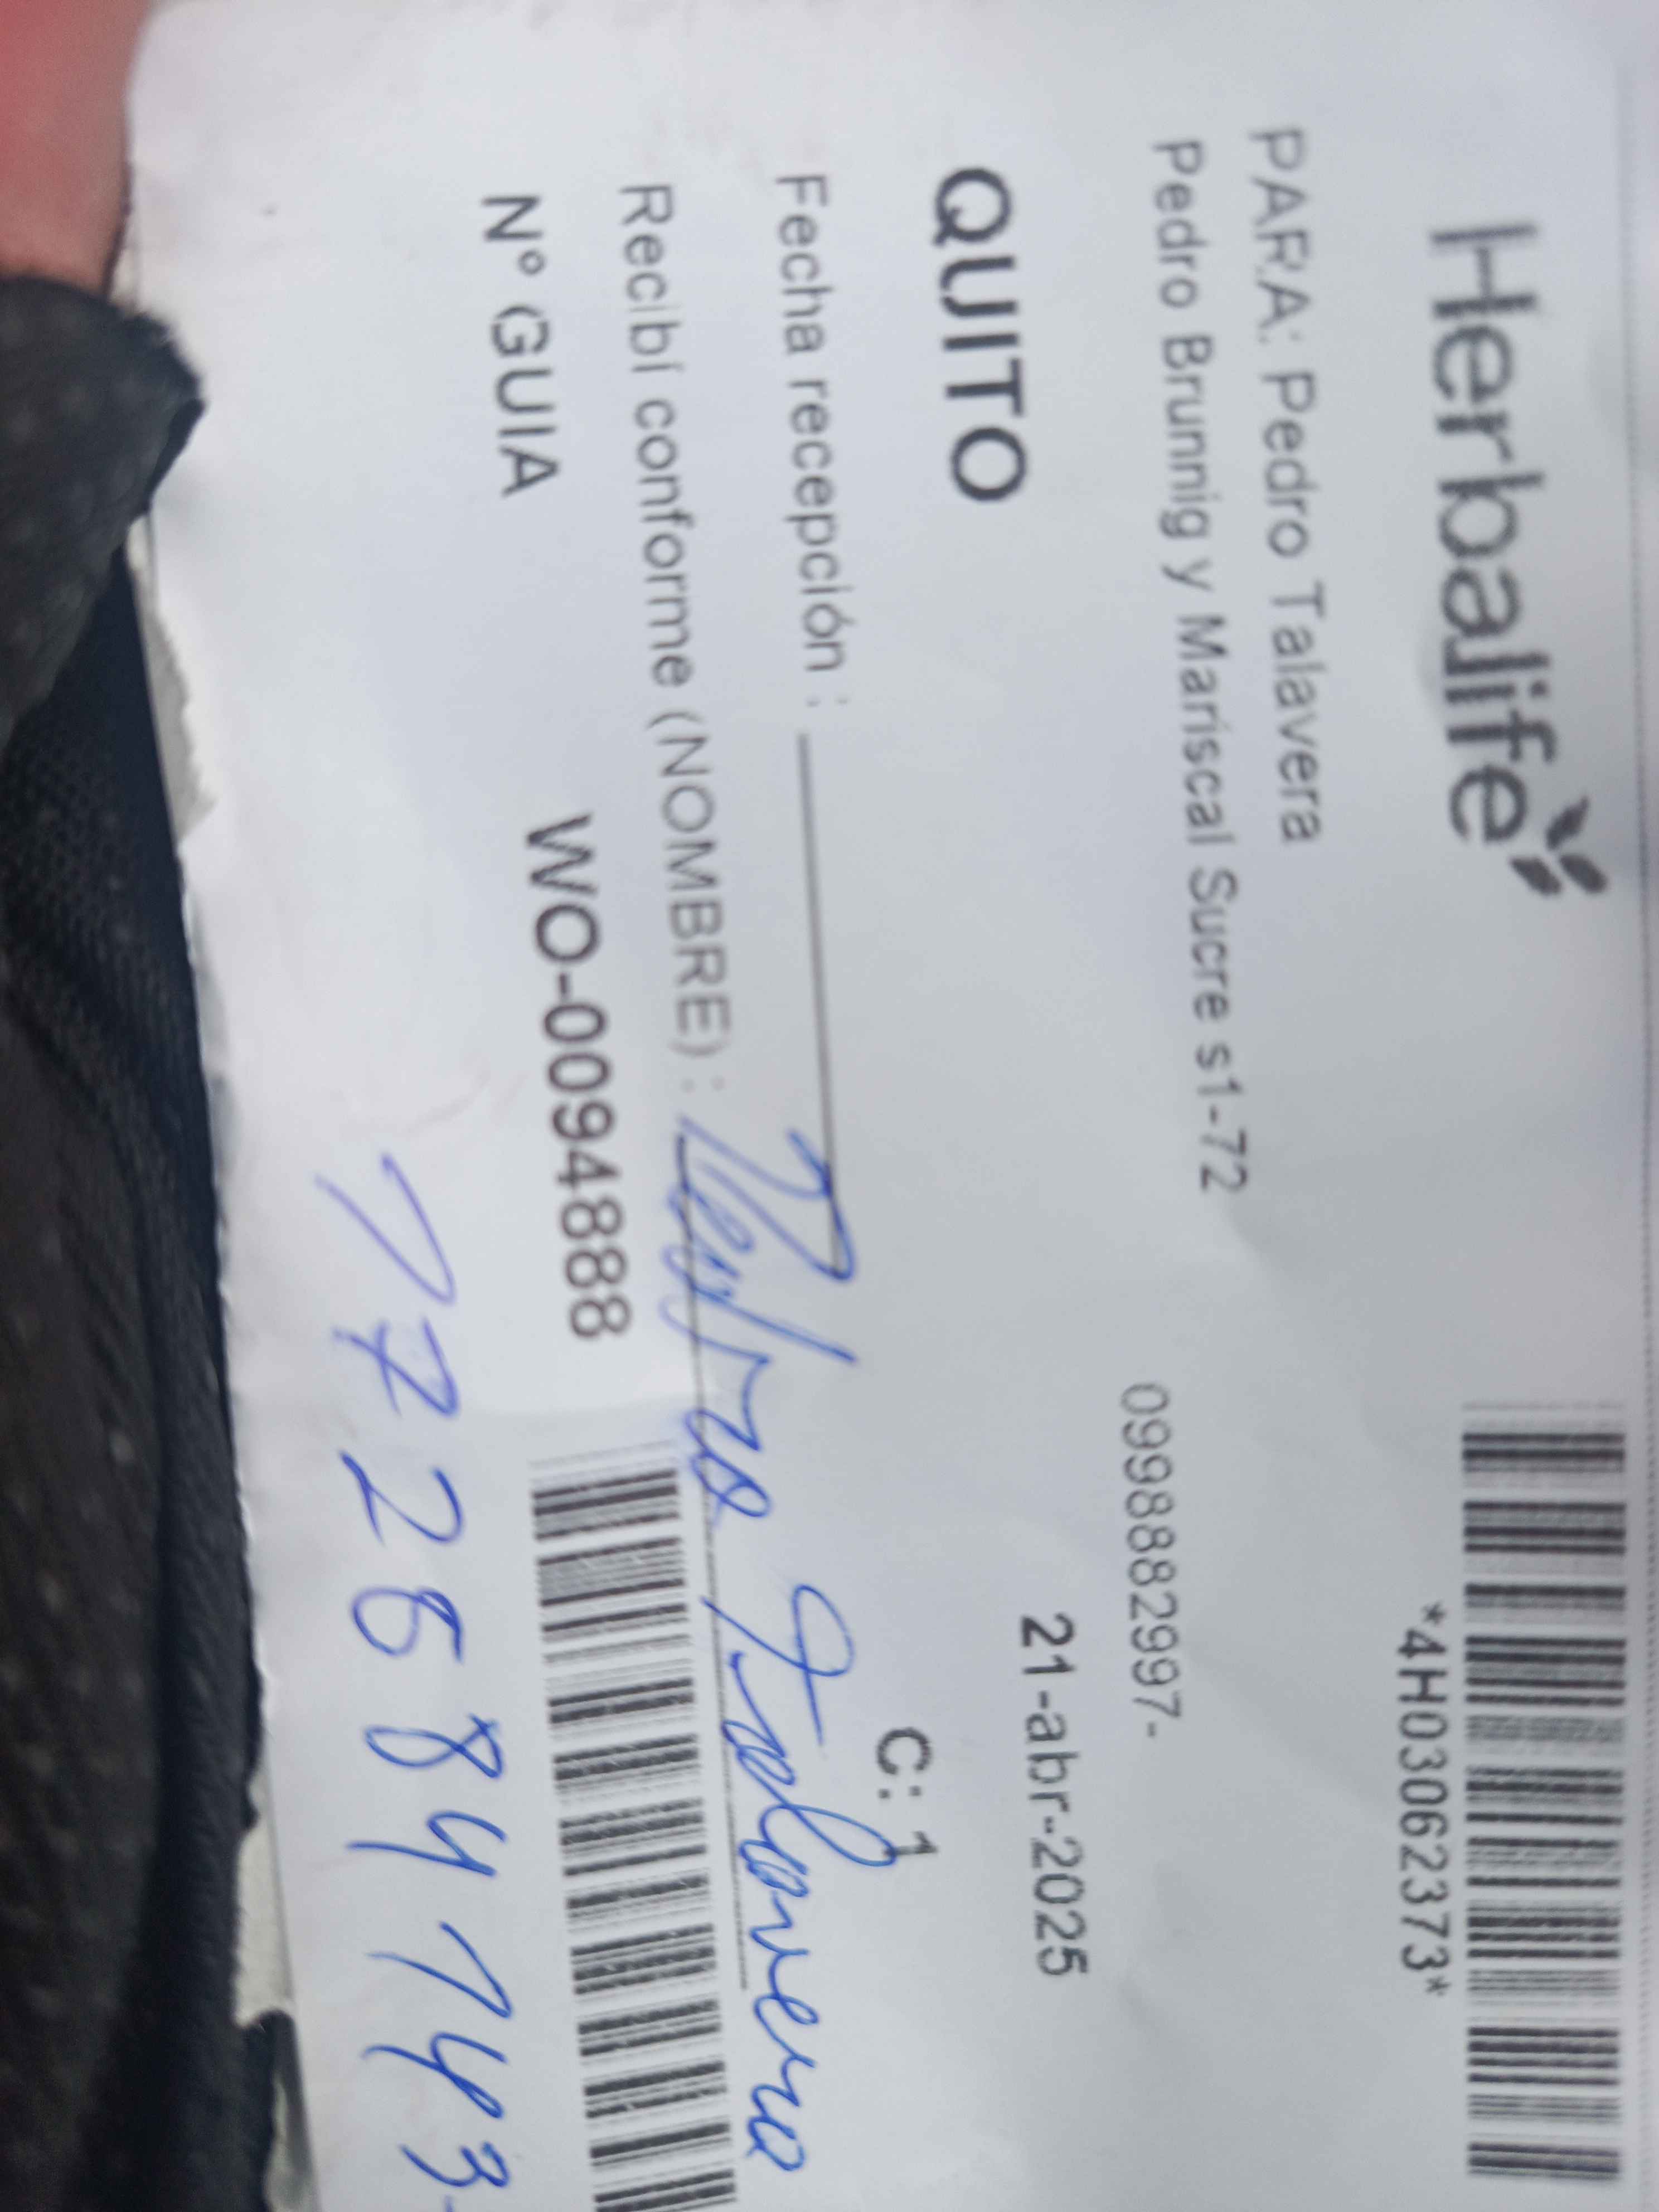 Herbalife
*4H03062373*
PARA: Pedro Talavera
Pedro Brunnig y Mariscal Sucre s1-72
0998882997-
21-abr-2025
QUITO
C: 1
Fecha recepción :
Recibí conforme (NOMBRE) : Pedro Talavera
Nº GUIA WO-00948888